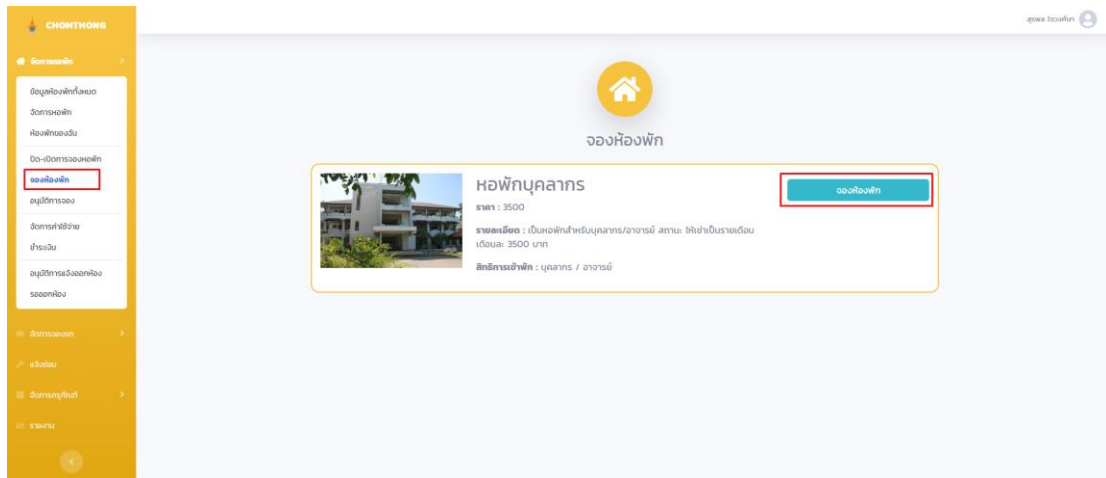 CHOMTHONG
จัดการหอพัก
ข้อมูลห้องพักทั้งหมด
จัดการหอพัก
ห้องพักของฉัน
ปิด-เปิดการจองหอพัก
จองห้องพัก
อนุมัติการจอง
จัดการค่าใช้จ่าย
ชำระเงิน
อนุมัติการแจ้งออกห้อง
รอออกห้อง
จัดการจองรถ
แจ้งซ่อม
จัดการครุภัณฑ์
รายงาน
สุรพล
จองห้องพัก
หอพักบุคลากร
จองห้องพัก
ราคา : 3500
รายละเอียด : เป็นหอพักสำหรับบุคลากร/อาจารย์ สถานะ ให้เช่าเป็นรายเดือน
เดือนละ 3500 บาท
สิทธิการเข้าพัก : บุคลากร / อาจารย์